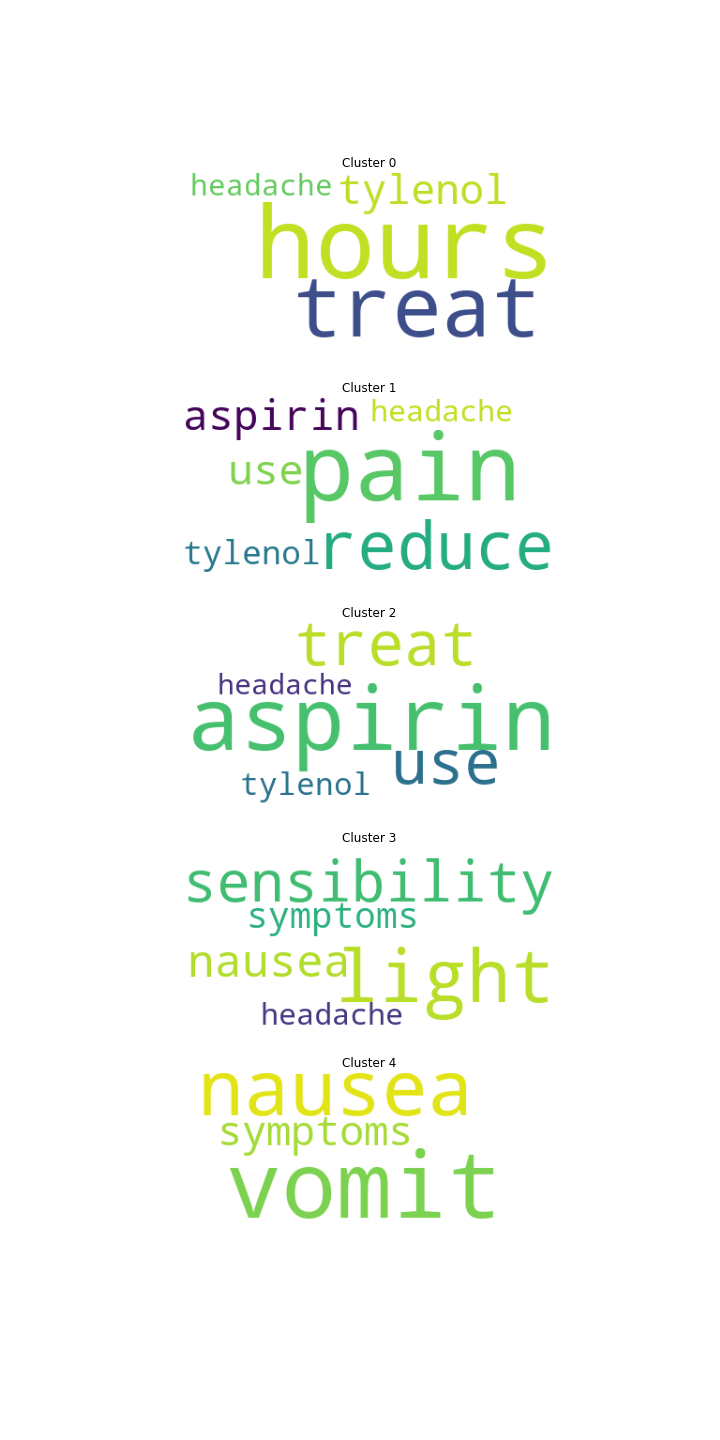 Cluster 0
headache tylenol
hours
treat
Cluster 1
aspirin headache
use pain
tylenol reduce
Cluster 2
treat
headache
aspirin
use
tylenol
Cluster 3
sensibility
symptoms
nausea light
headache
Cluster 4
nausea
symptoms
vomit